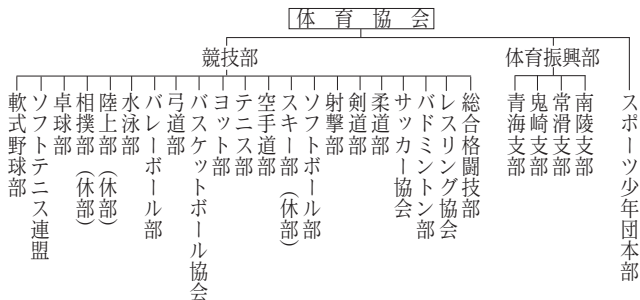 体育協会
競技部
体育振興部
軟式野球部
ソフトテニス連盟
卓球部
相撲部（休部）
陸上部（休部）
水泳部
バレーボール部
弓道部
バスケットボール協会
ヨット部
テニス部
空手道部
スキー部（休部）
ソフトボール部
射撃部
剣道部
柔道部
サッカー協会
バドミントン部
レスリング協会
総合格闘技部
青海支部
鬼崎支部
常滑支部
南陵支部
スポーツ少年団本部